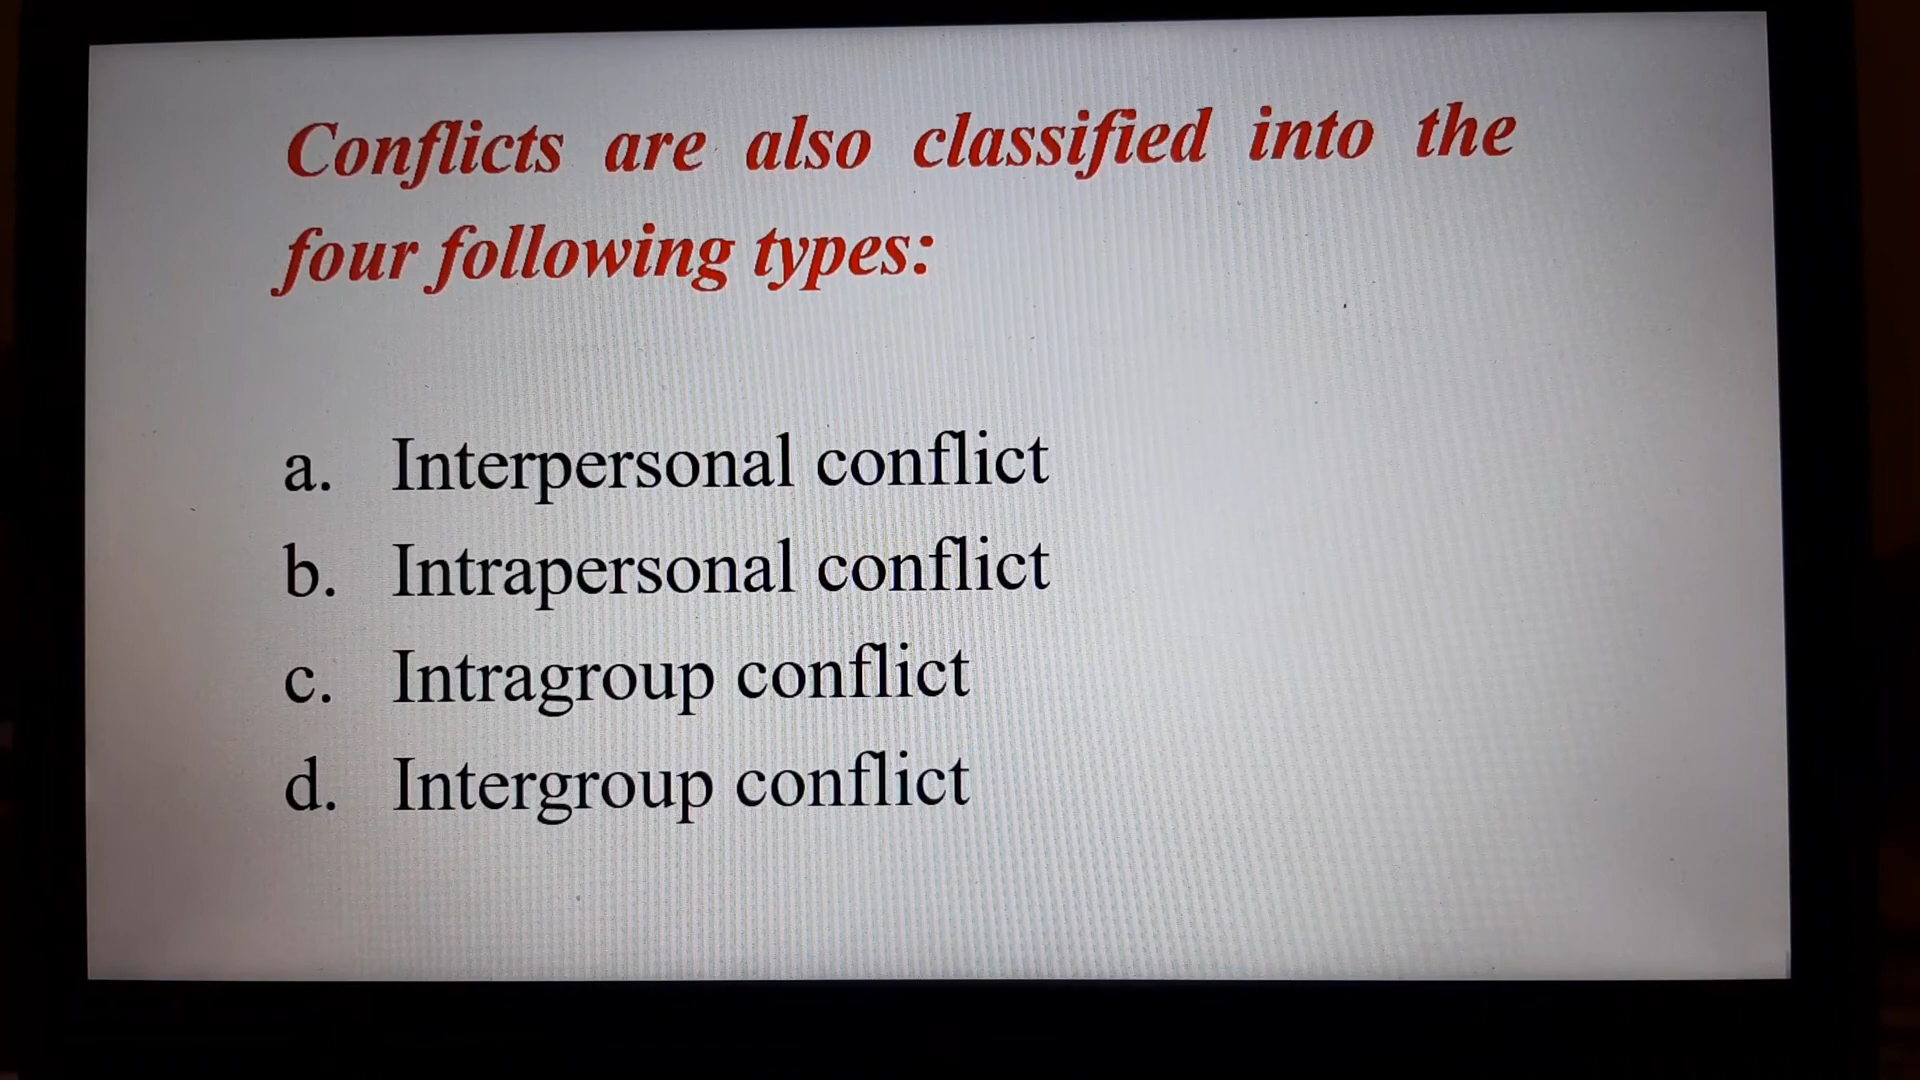 Conflicts are also classified into the
four following types:
a. Interpersonal conflict
b. Intrapersonal conflict
c. Intragroup conflict
d. Intergroup conflict